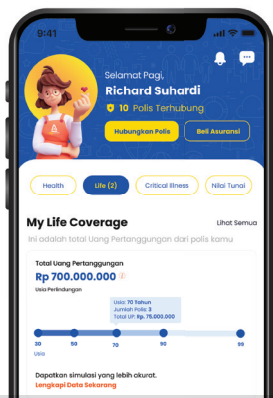 9:41
Selamat Pagi,
Richard Suhardi
10 Polis Terhubung
Hubungkan Polis
Beli Asuransi
Health
Life (2)
Critical Illness
Nilai Tunai
My Life Coverage
Lihat Semua
Ini adalah total Uang Pertanggungan dari polis kamu
Total Uang Pertanggungan
Rp 700.000.000
Usia Perlindungan
Usia: 70 Tahun
Jumlah Polis: 3
Total UP: Rp. 75.000.000
30 50 70 90 99
Usia
Dapatkan simulasi yang lebih akurat.
Lengkapi Data Sekarang